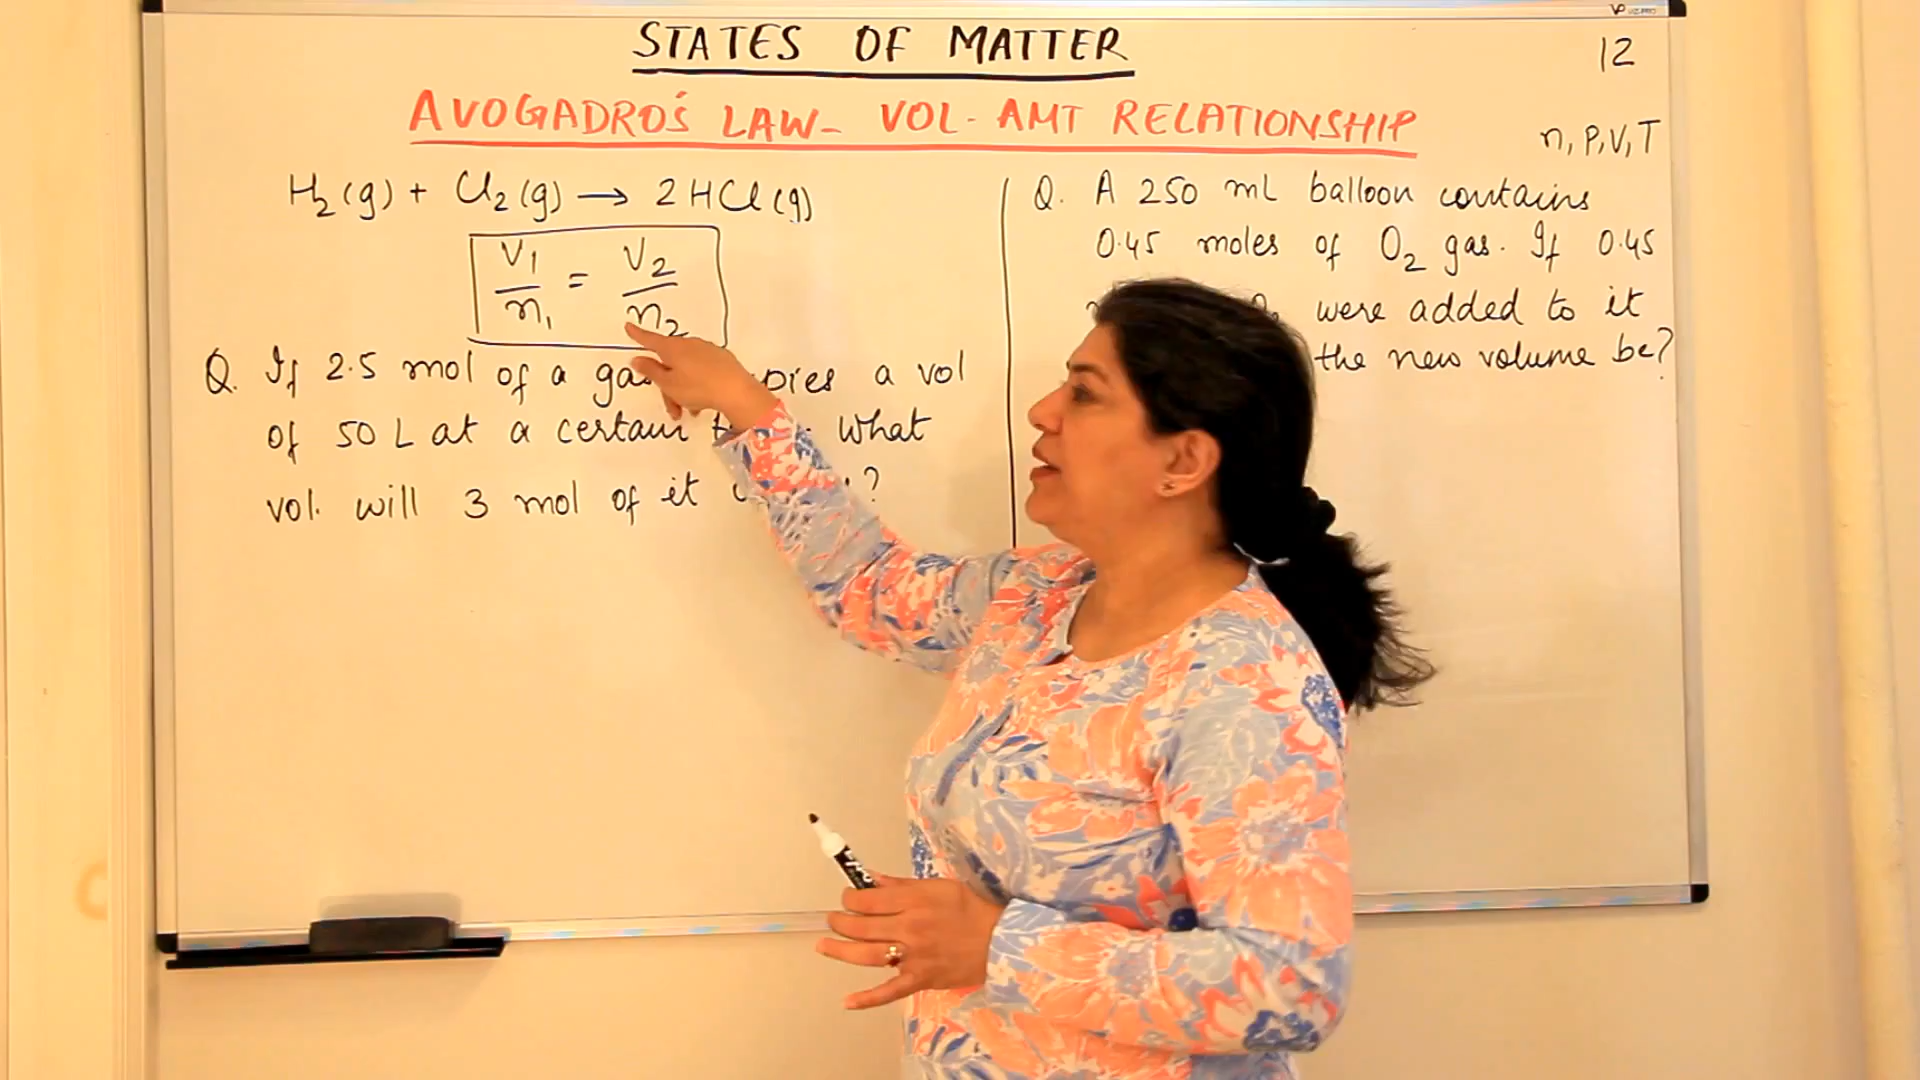 STATES OF MATTER
12
AVOGADRO'S LAW - VOL - AMT RELATIONSHIP
n, P, V, T
H2(g) + Cl2(g) → 2HCl(g)
V1/n1 = V2/n2
Q. If 2.5 mol of a a vol
of 50 L at a certain What
vol. will 3 mol of it ?
Q. A 250 mL balloon contains
0.45 moles of O2 gas. If 0.45
were added to it
the new volume be?